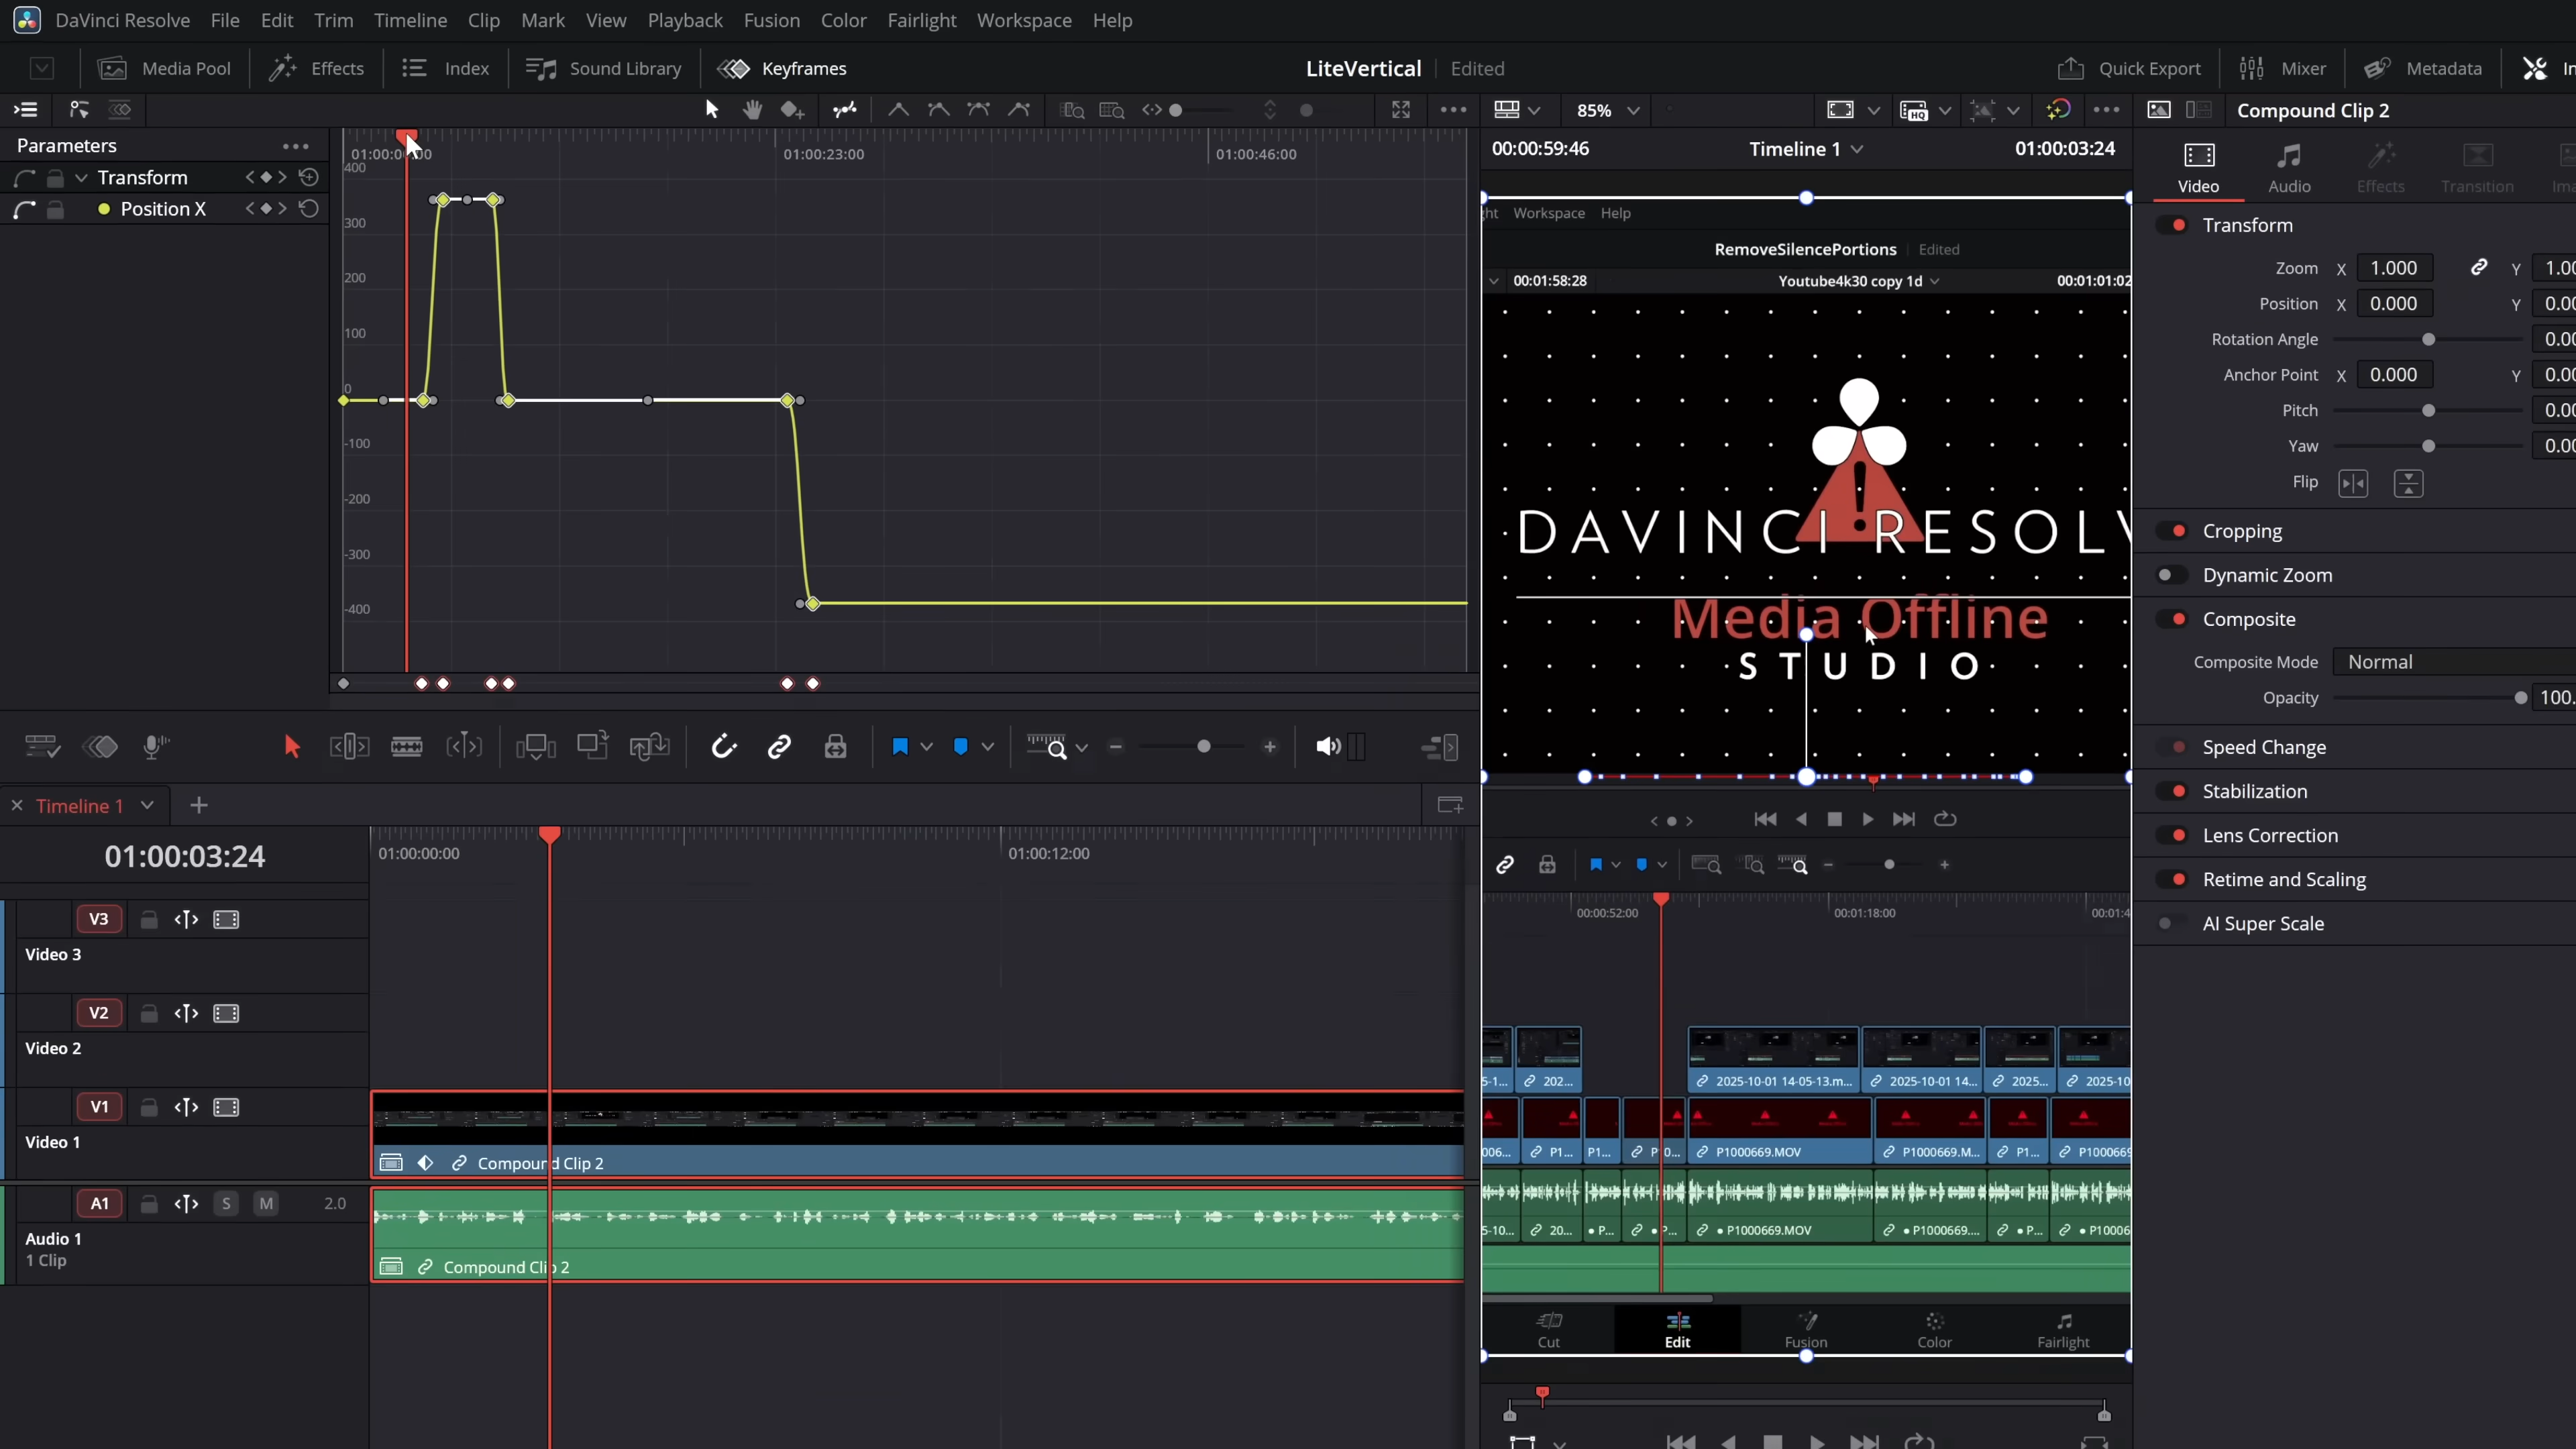 DaVinci Resolve File Edit Trim Timeline Clip Mark View Playback Fusion Color Fairlight Workspace Help
Media Pool Effects Index Sound Library Keyframes LiteVertical Edited Quick Export Mixer Metadata In
85% HQ Compound Clip 2
Parameters
Transform
Position X
01:00:00:00 01:00:23:00 01:00:46:00
400
300
200
100
0
-100
-200
-300
-400
00:00:59:46 Timeline 1 01:00:03:24
ht Workspace Help
RemoveSilencePortions Edited
00:01:58:28 Youtube4k30 copy 1d 00:01:01:02
DAVINCI RESOLV
Media Offline
STUDIO
Video Audio Effects Transition Ima
Transform
Zoom X 1.000 Y 1.00
Position X 0.000 Y 0.00
Rotation Angle 0.00
Anchor Point X 0.000 Y 0.00
Pitch 0.00
Yaw 0.00
Flip
Cropping
Dynamic Zoom
Composite
Composite Mode Normal
Opacity 100.
Speed Change
Stabilization
Lens Correction
Retime and Scaling
AI Super Scale
Timeline 1
01:00:03:24
01:00:00:00 01:00:12:00
V3
Video 3
V2
Video 2
V1
Video 1
Compound Clip 2
A1 S M 2.0
Audio 1
1 Clip
Compound Clip 2
00:00:52:00 00:01:18:00 00:01:4
5-1... 202... 2025-10-01 14-05-13.m... 2025-10-01 14... 2025... 2025-10
006... P1... P1... P10... P1000669.MOV P1000669.M... P1... P1000669
5-10... 20... P... P... P1000669.MOV P1000669.... P... P10006
Cut Edit Fusion Color Fairlight